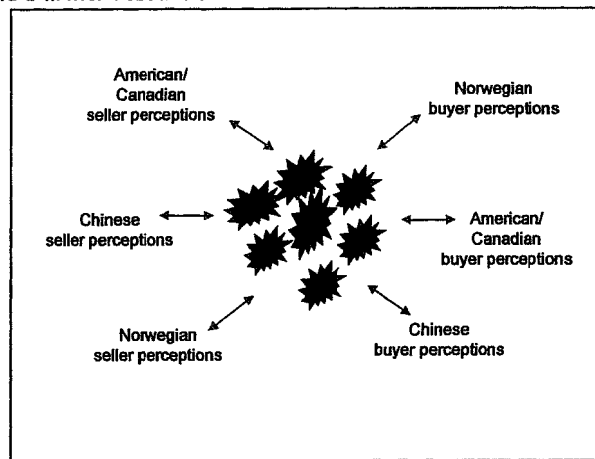 American/
Canadian
seller perceptions
Norwegian
buyer perceptions
Chinese
seller perceptions
American/
Canadian
buyer perceptions
Norwegian
seller perceptions
Chinese
buyer perceptions